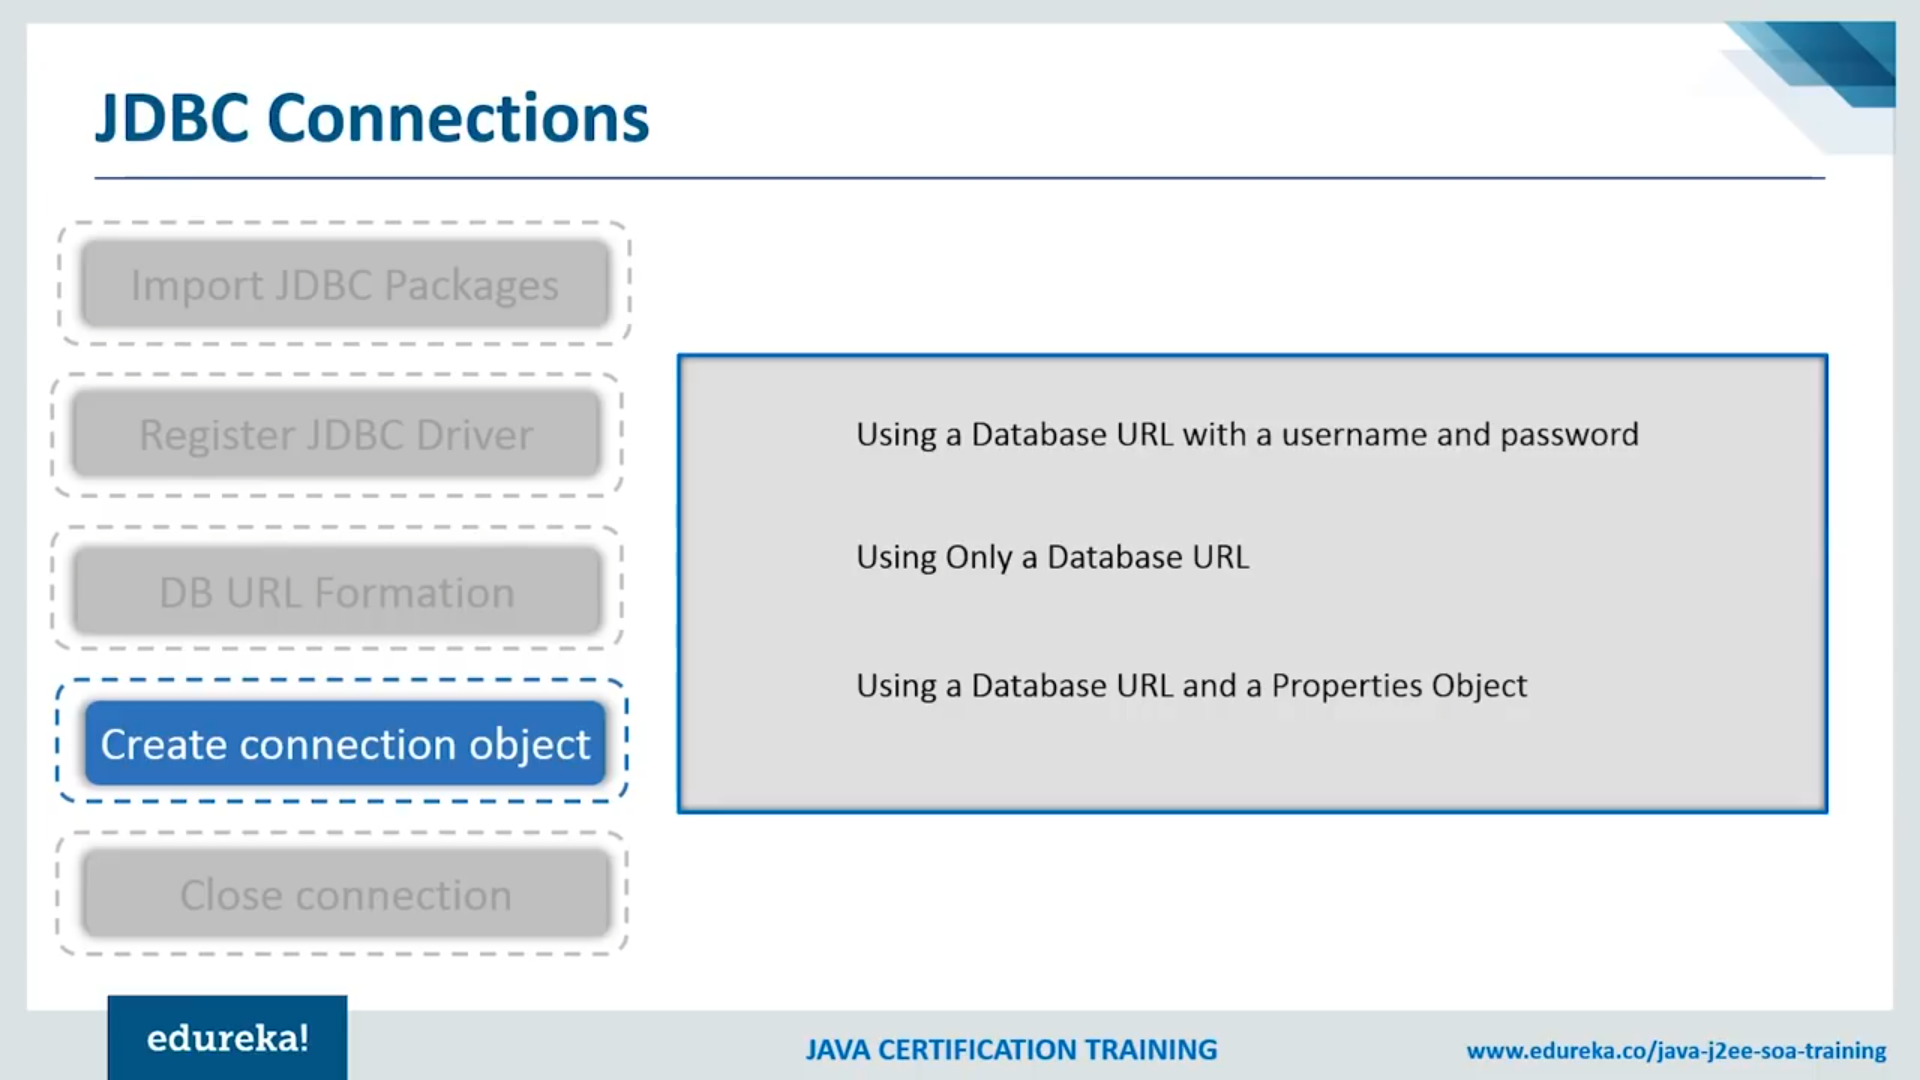 JDBC Connections
Import JDBC Packages
Register JDBC Driver
DB URL Formation
Create connection object
Close connection
Using a Database URL with a username and password
Using Only a Database URL
Using a Database URL and a Properties Object
edureka!
JAVA CERTIFICATION TRAINING
www.edureka.co/java-j2ee-soa-training